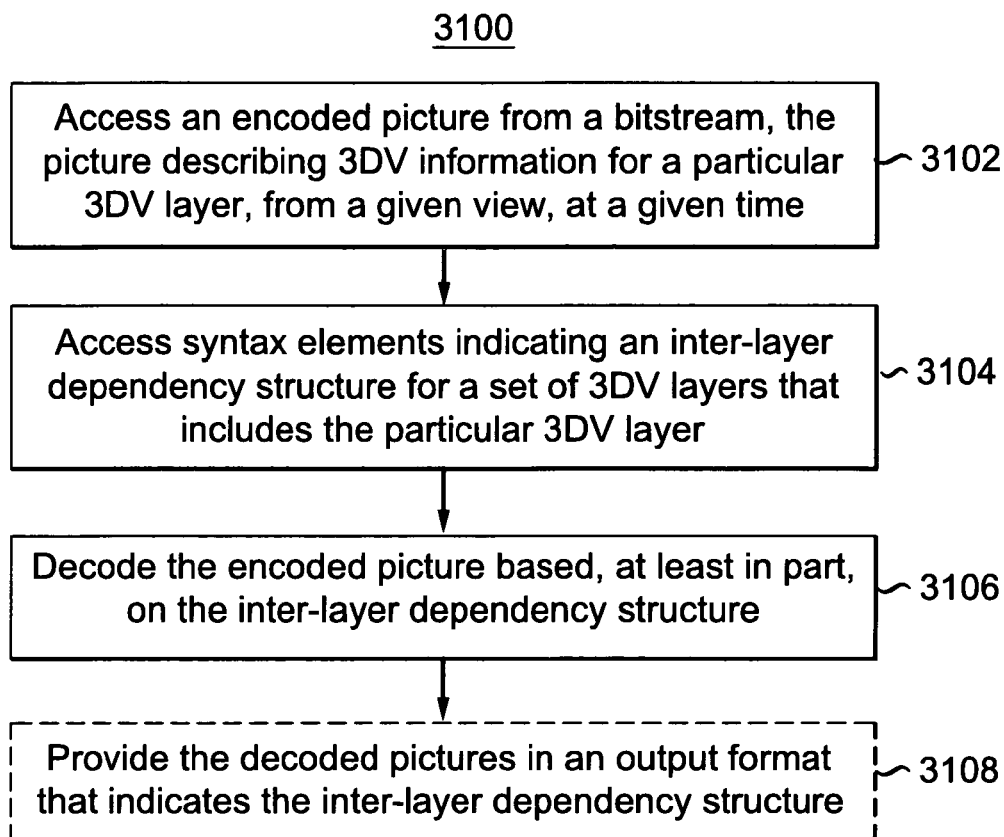 3100
Access an encoded picture from a bitstream, the
picture describing 3DV information for a particular
3DV layer, from a given view, at a given time
3102
Access syntax elements indicating an inter-layer
dependency structure for a set of 3DV layers that
includes the particular 3DV layer
3104
Decode the encoded picture based, at least in part,
on the inter-layer dependency structure
3106
Provide the decoded pictures in an output format
that indicates the inter-layer dependency structure
3108